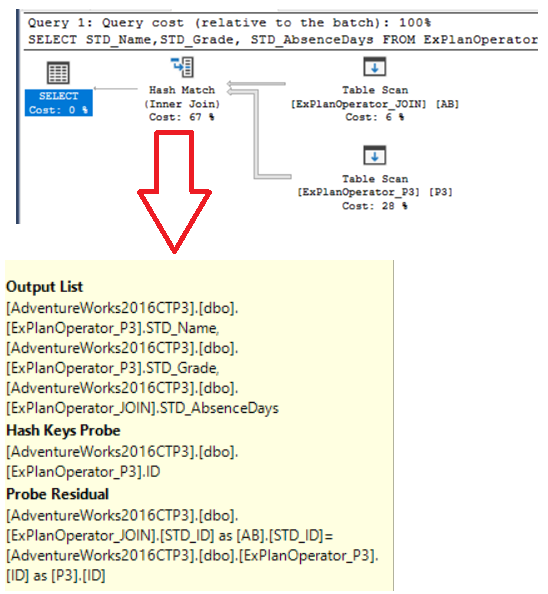 Query 1: Query cost (relative to the batch): 100%
SELECT STD_Name,STD_Grade, STD_AbsenceDays FROM ExPlanOperator
SELECT
Cost: 0 %
Hash Match
(Inner Join)
Cost: 67 %
Table Scan
[ExPlanOperator_JOIN] [AB]
Cost: 6 %
Table Scan
[ExPlanOperator_P3] [P3]
Cost: 28 %
Output List
[AdventureWorks2016CTP3].[dbo].
[ExPlanOperator_P3].STD_Name,
[AdventureWorks2016CTP3].[dbo].
[ExPlanOperator_P3].STD_Grade,
[AdventureWorks2016CTP3].[dbo].
[ExPlanOperator_JOIN].STD_AbsenceDays
Hash Keys Probe
[AdventureWorks2016CTP3].[dbo].
[ExPlanOperator_P3].ID
Probe Residual
[AdventureWorks2016CTP3].[dbo].
[ExPlanOperator_JOIN].[STD_ID] as [AB].[STD_ID]=
[AdventureWorks2016CTP3].[dbo].[ExPlanOperator_P3].
[ID] as [P3].[ID]